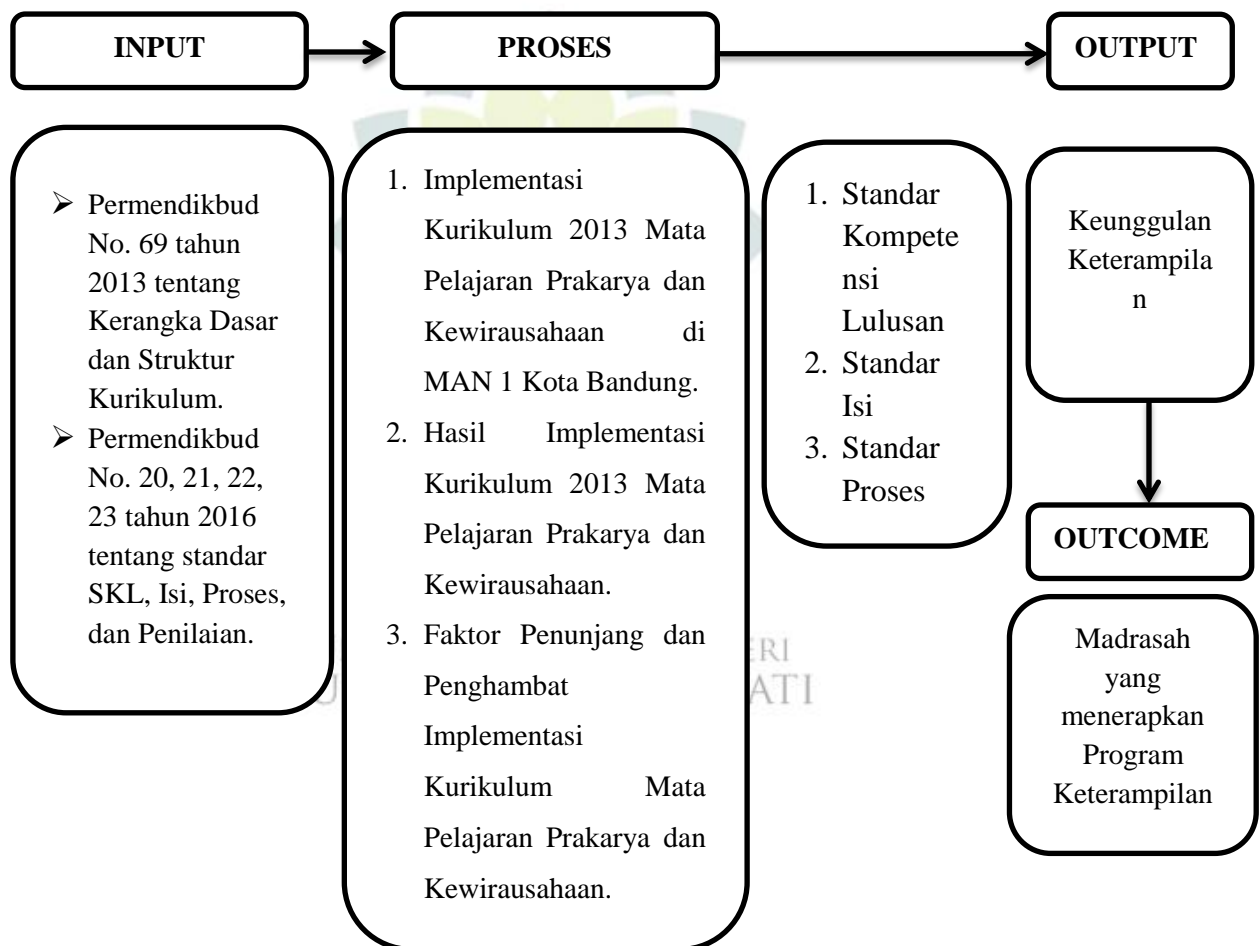 INPUT
PROSES
OUTPUT
➢ Permendikbud
No. 69 tahun
2013 tentang
Kerangka Dasar
dan Struktur
Kurikulum.
➢ Permendikbud
No. 20, 21, 22,
23 tahun 2016
tentang standar
SKL, Isi, Proses,
dan Penilaian.
1. Implementasi
Kurikulum 2013 Mata
Pelajaran Prakarya dan
Kewirausahaan di
MAN 1 Kota Bandung.
2. Hasil Implementasi
Kurikulum 2013 Mata
Pelajaran Prakarya dan
Kewirausahaan.
3. Faktor Penunjang dan
Penghambat
Implementasi
Kurikulum Mata
Pelajaran Prakarya dan
Kewirausahaan.
1. Standar
Kompete
nsi
Lulusan
2. Standar
Isi
3. Standar
Proses
Keunggulan
Keterampila
n
OUTCOME
Madrasah
yang
menerapkan
Program
Keterampilan